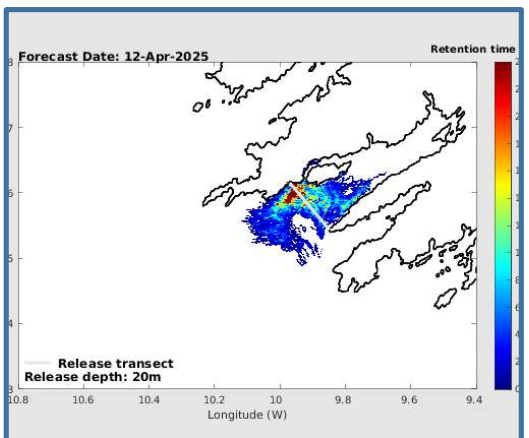 Retention time
Forecast Date: 12-Apr-2025
Release transect
Release depth: 20m
10.8 10.6 10.4 10.2 10 9.8 9.6 9.4
Longitude (W)